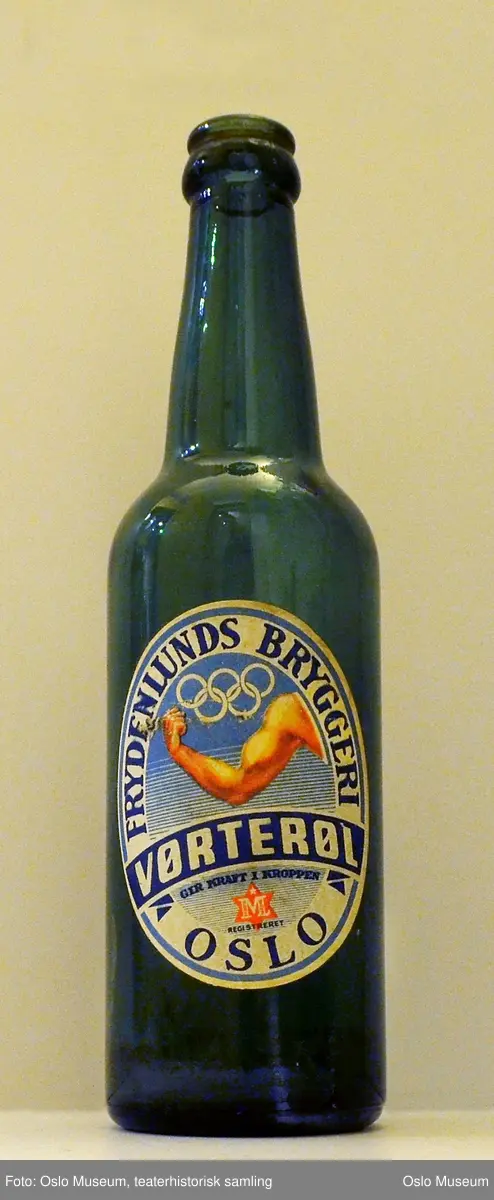 FRYDENLUNDS BRYGGERI
VØRTERØL
GIR KRAFT I KROPPEN
M
REGISTRERET
OSLO
Foto: Oslo Museum, teaterhistorisk samling
Oslo Museum